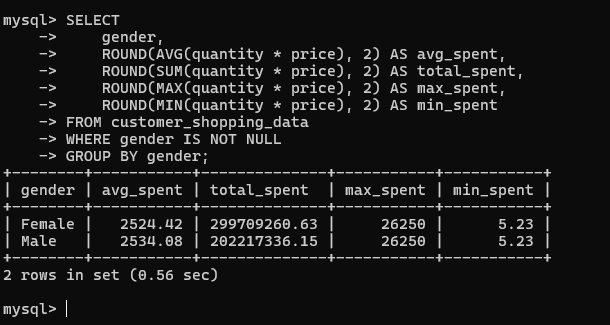 mysql> SELECT
    ->     gender,
    ->     ROUND(AVG(quantity * price), 2) AS avg_spent,
    ->     ROUND(SUM(quantity * price), 2) AS total_spent,
    ->     ROUND(MAX(quantity * price), 2) AS max_spent,
    ->     ROUND(MIN(quantity * price), 2) AS min_spent
    -> FROM customer_shopping_data
    -> WHERE gender IS NOT NULL
    -> GROUP BY gender;
+--------+-----------+--------------+-----------+-----------+
| gender | avg_spent | total_spent  | max_spent | min_spent |
+--------+-----------+--------------+-----------+-----------+
| Female |   2524.42 | 299709260.63 |     26250 |      5.23 |
| Male   |   2534.08 | 202217336.15 |     26250 |      5.23 |
+--------+-----------+--------------+-----------+-----------+
2 rows in set (0.56 sec)
mysql>